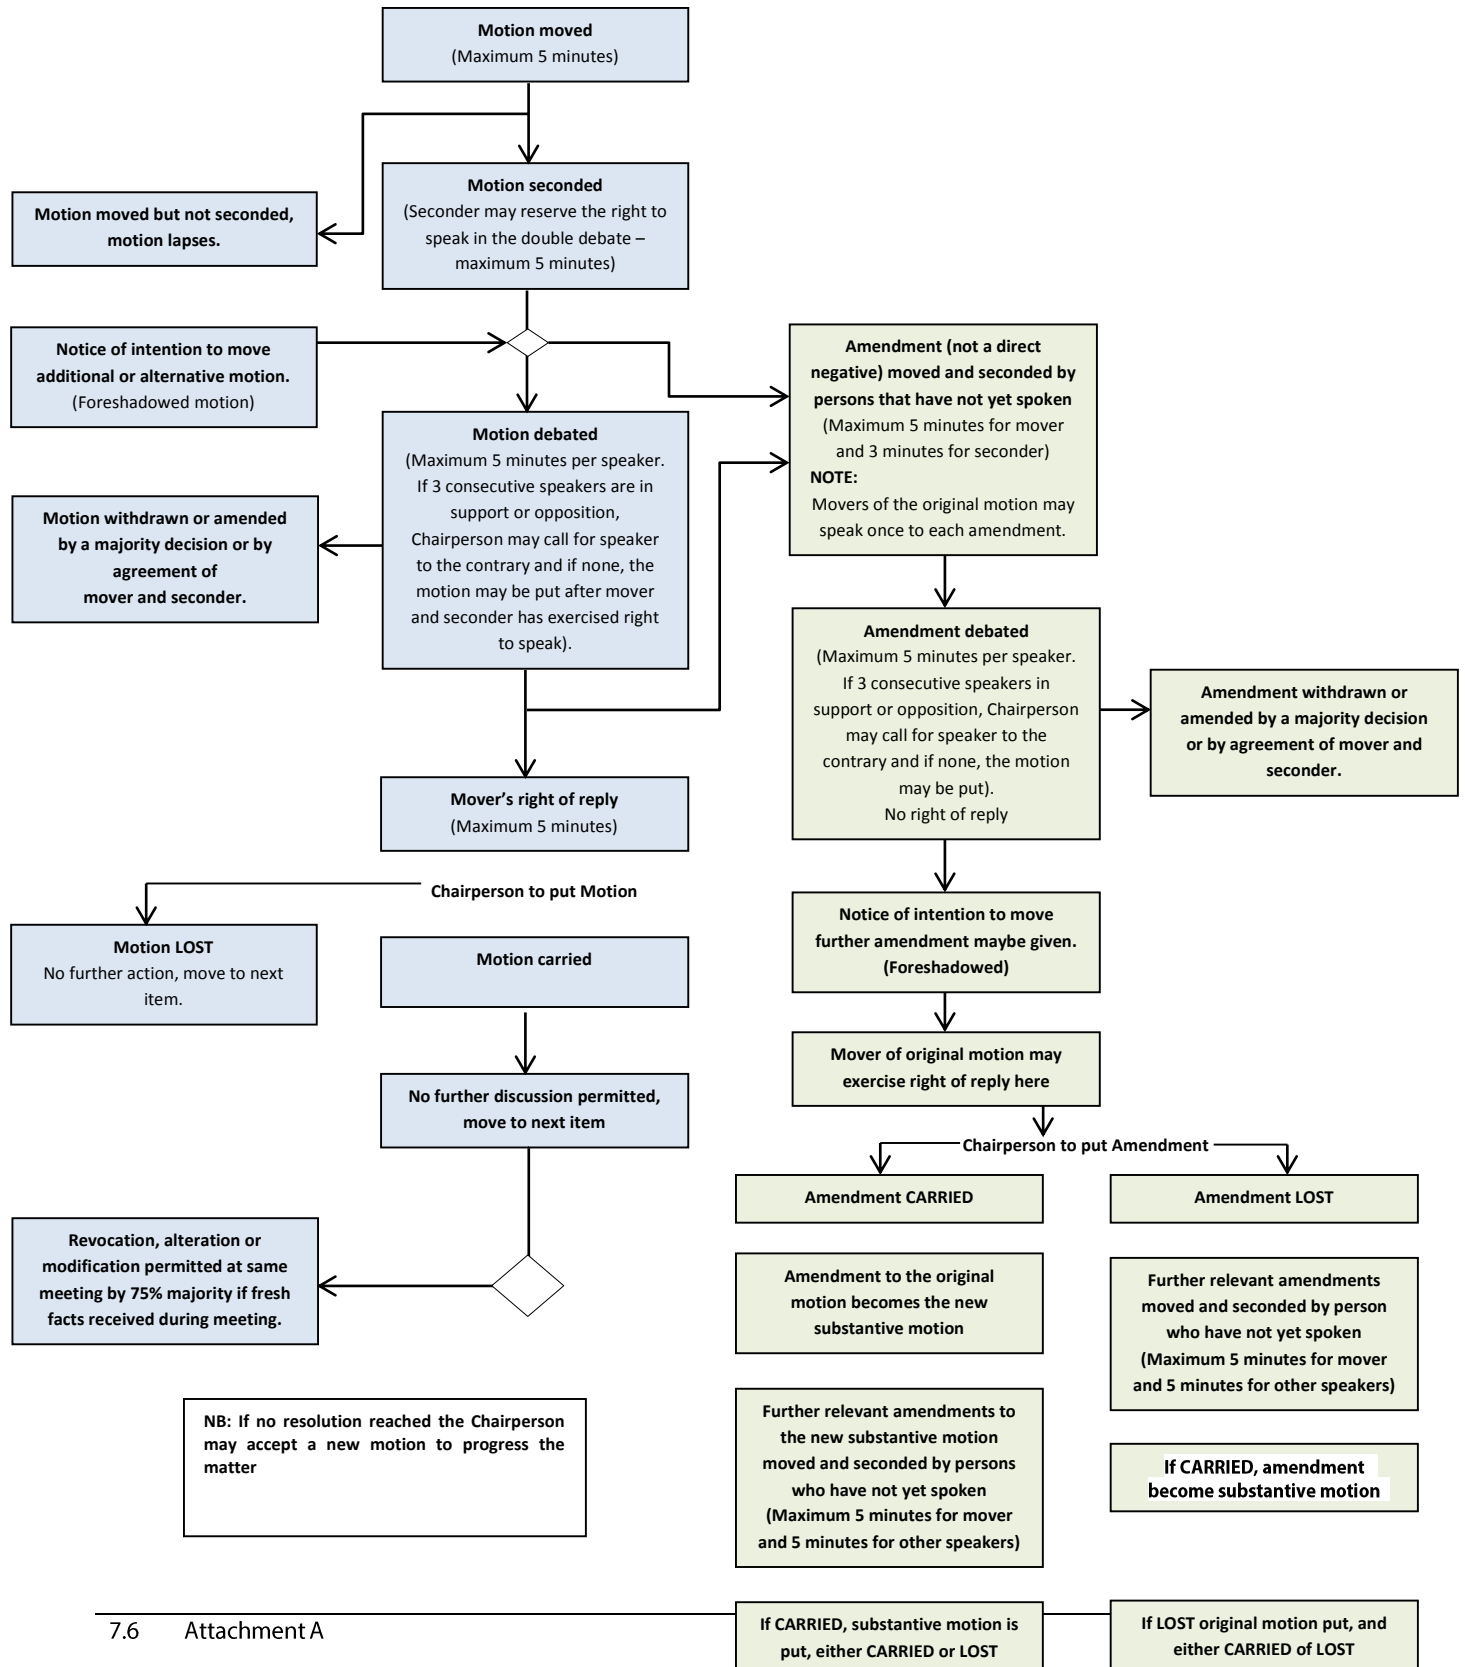 Motion moved
(Maximum 5 minutes)
Motion seconded
(Seconder may reserve the right to
speak in the double debate –
maximum 5 minutes)
Motion moved but not seconded,
motion lapses.
Notice of intention to move
additional or alternative motion.
(Foreshadowed motion)
Motion debated
(Maximum 5 minutes per speaker.
If 3 consecutive speakers are in
support or opposition,
Chairperson may call for speaker
to the contrary and if none, the
motion may be put after mover
and seconder has exercised right
to speak).
Motion withdrawn or amended
by a majority decision or by
agreement of
mover and seconder.
Mover’s right of reply
(Maximum 5 minutes)
Chairperson to put Motion
Motion LOST
No further action, move to next
item.
Motion carried
No further discussion permitted,
move to next item
Revocation, alteration or
modification permitted at same
meeting by 75% majority if fresh
facts received during meeting.
NB: If no resolution reached the Chairperson
may accept a new motion to progress the
matter
Amendment (not a direct
negative) moved and seconded by
persons that have not yet spoken
(Maximum 5 minutes for mover
and 3 minutes for seconder)
NOTE:
Movers of the original motion may
speak once to each amendment.
Amendment debated
(Maximum 5 minutes per speaker.
If 3 consecutive speakers in
support or opposition, Chairperson
may call for speaker to the
contrary and if none, the motion
may be put).
No right of reply
Amendment withdrawn or
amended by a majority decision
or by agreement of mover and
seconder.
Notice of intention to move
further amendment maybe given.
(Foreshadowed)
Mover of original motion may
exercise right of reply here
Chairperson to put Amendment
Amendment CARRIED
Amendment to the original
motion becomes the new
substantive motion
Further relevant amendments to
the new substantive motion
moved and seconded by persons
who have not yet spoken
(Maximum 5 minutes for mover
and 5 minutes for other speakers)
If CARRIED, substantive motion is
put, either CARRIED or LOST
Amendment LOST
Further relevant amendments
moved and seconded by person
who have not yet spoken
(Maximum 5 minutes for mover
and 5 minutes for other speakers)
If CARRIED, amendment
become substantive motion
If LOST original motion put, and
either CARRIED of LOST
7.6 Attachment A